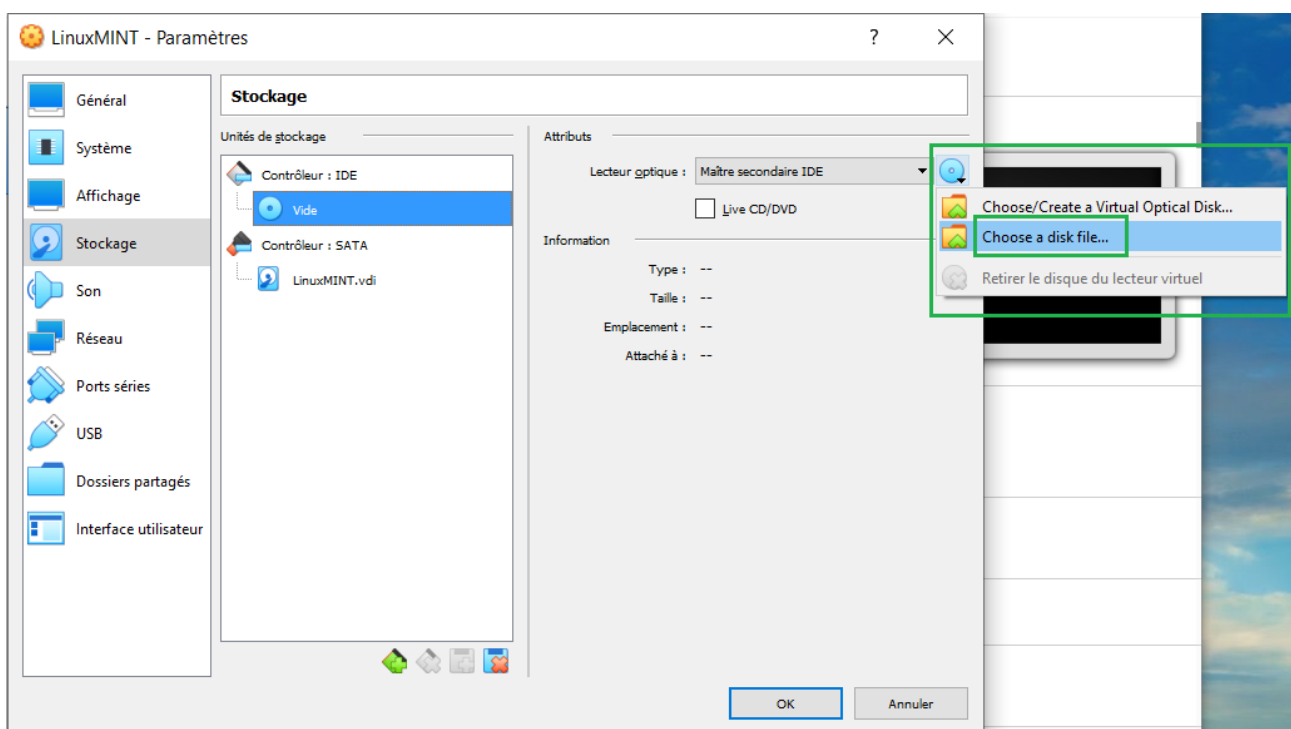 LinuxMINT - Paramètres
?
Général
Système
Affichage
Stockage
Son
Réseau
Ports séries
USB
Dossiers partagés
Interface utilisateur
Stockage
Unités de stockage
Contrôleur : IDE
Vide
Contrôleur : SATA
LinuxMINT.vdi
Attributs
Lecteur optique : Maître secondaire IDE
Live CD/DVD
Information
Type : --
Taille : --
Emplacement : --
Attaché à : --
Choose/Create a Virtual Optical Disk...
Choose a disk file...
Retirer le disque du lecteur virtuel
OK
Annuler